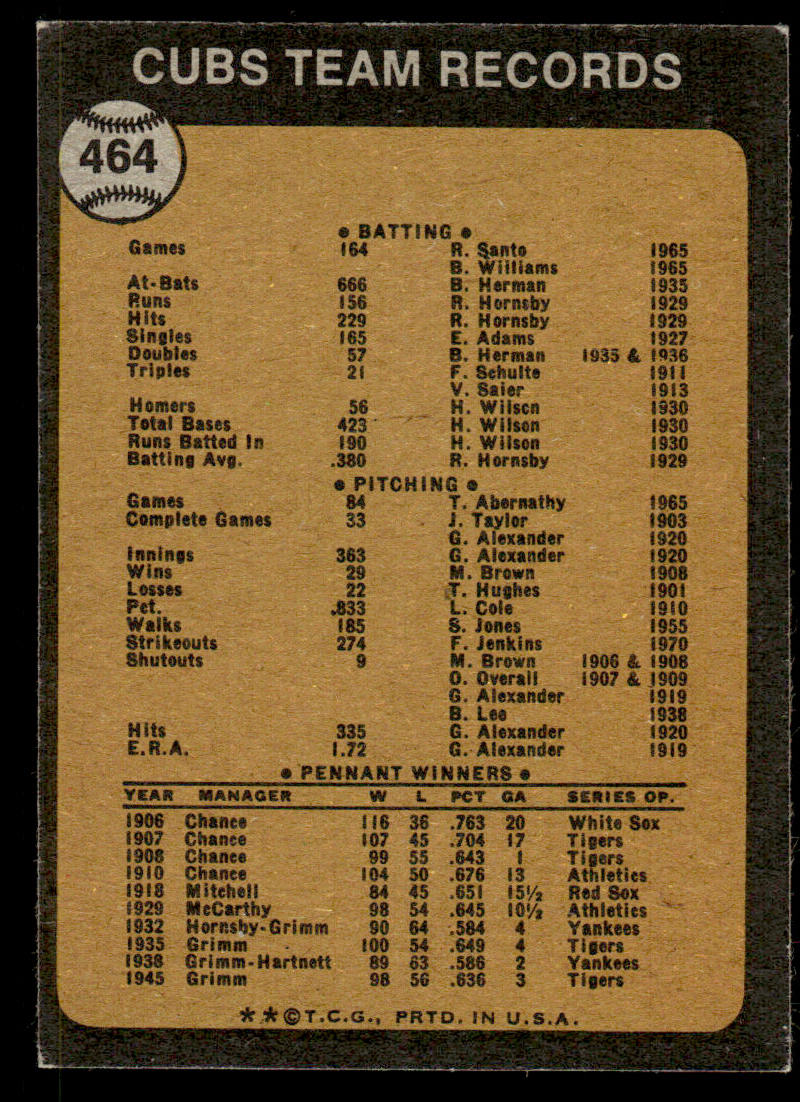 CUBS TEAM RECORDS
464
● BATTING ●
Games 164 R. Santo 1965
B. Williams 1965
At-Bats 666 B. Herman 1935
Runs 156 R. Hornsby 1929
Hits 229 R. Hornsby 1929
Singles 165 E. Adams 1927
Doubles 57 B. Herman 1935 & 1936
Triples 21 F. Schulte 1911
V. Saier 1913
Homers 56 H. Wilson 1930
Total Bases 423 H. Wilson 1930
Runs Batted In 190 H. Wilson 1930
Batting Avg. .380 R. Hornsby 1929
● PITCHING ●
Games 84 T. Abernathy 1965
Complete Games 33 J. Taylor 1903
G. Alexander 1920
Innings 363 G. Alexander 1920
Wins 29 M. Brown 1908
Losses 22 T. Hughes 1901
Pct. .833 L. Cole 1910
Walks 185 S. Jones 1955
Strikeouts 274 F. Jenkins 1970
Shutouts 9 M. Brown 1906 & 1908
O. Overall 1907 & 1909
G. Alexander 1919
B. Lee 1938
Hits 335 G. Alexander 1920
E.R.A. 1.72 G. Alexander 1919
● PENNANT WINNERS ●
YEAR MANAGER W L PCT GA SERIES OP.
1906 Chance 116 36 .763 20 White Sox
1907 Chance 107 45 .704 17 Tigers
1908 Chance 99 55 .643 1 Tigers
1910 Chance 104 50 .676 13 Athletics
1918 Mitchell 84 45 .651 15½ Red Sox
1929 McCarthy 98 54 .645 10½ Athletics
1932 Hornsby-Grimm 90 64 .584 4 Yankees
1935 Grimm 100 54 .649 4 Tigers
1938 Grimm-Hartnett 89 63 .586 2 Yankees
1945 Grimm 98 56 .636 3 Tigers
**©T.C.G., PRTD. IN U.S.A.